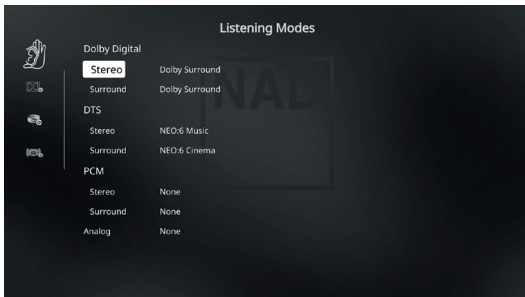 Listening Modes
Dolby Digital
Stereo Dolby Surround
Surround Dolby Surround
DTS
Stereo NEO:6 Music
Surround NEO:6 Cinema
PCM
Stereo None
Surround None
Analog None
NAD